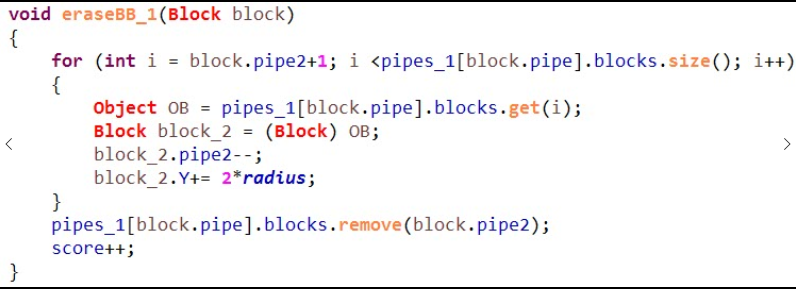 void eraseBB_1(Block block)
{
    for (int i = block.pipe2+1; i <pipes_1[block.pipe].blocks.size(); i++)
    {
        Object OB = pipes_1[block.pipe].blocks.get(i);
        Block block_2 = (Block) OB;
        block_2.pipe2--;
        block_2.Y+= 2*radius;
    }
    pipes_1[block.pipe].blocks.remove(block.pipe2);
    score++;
}